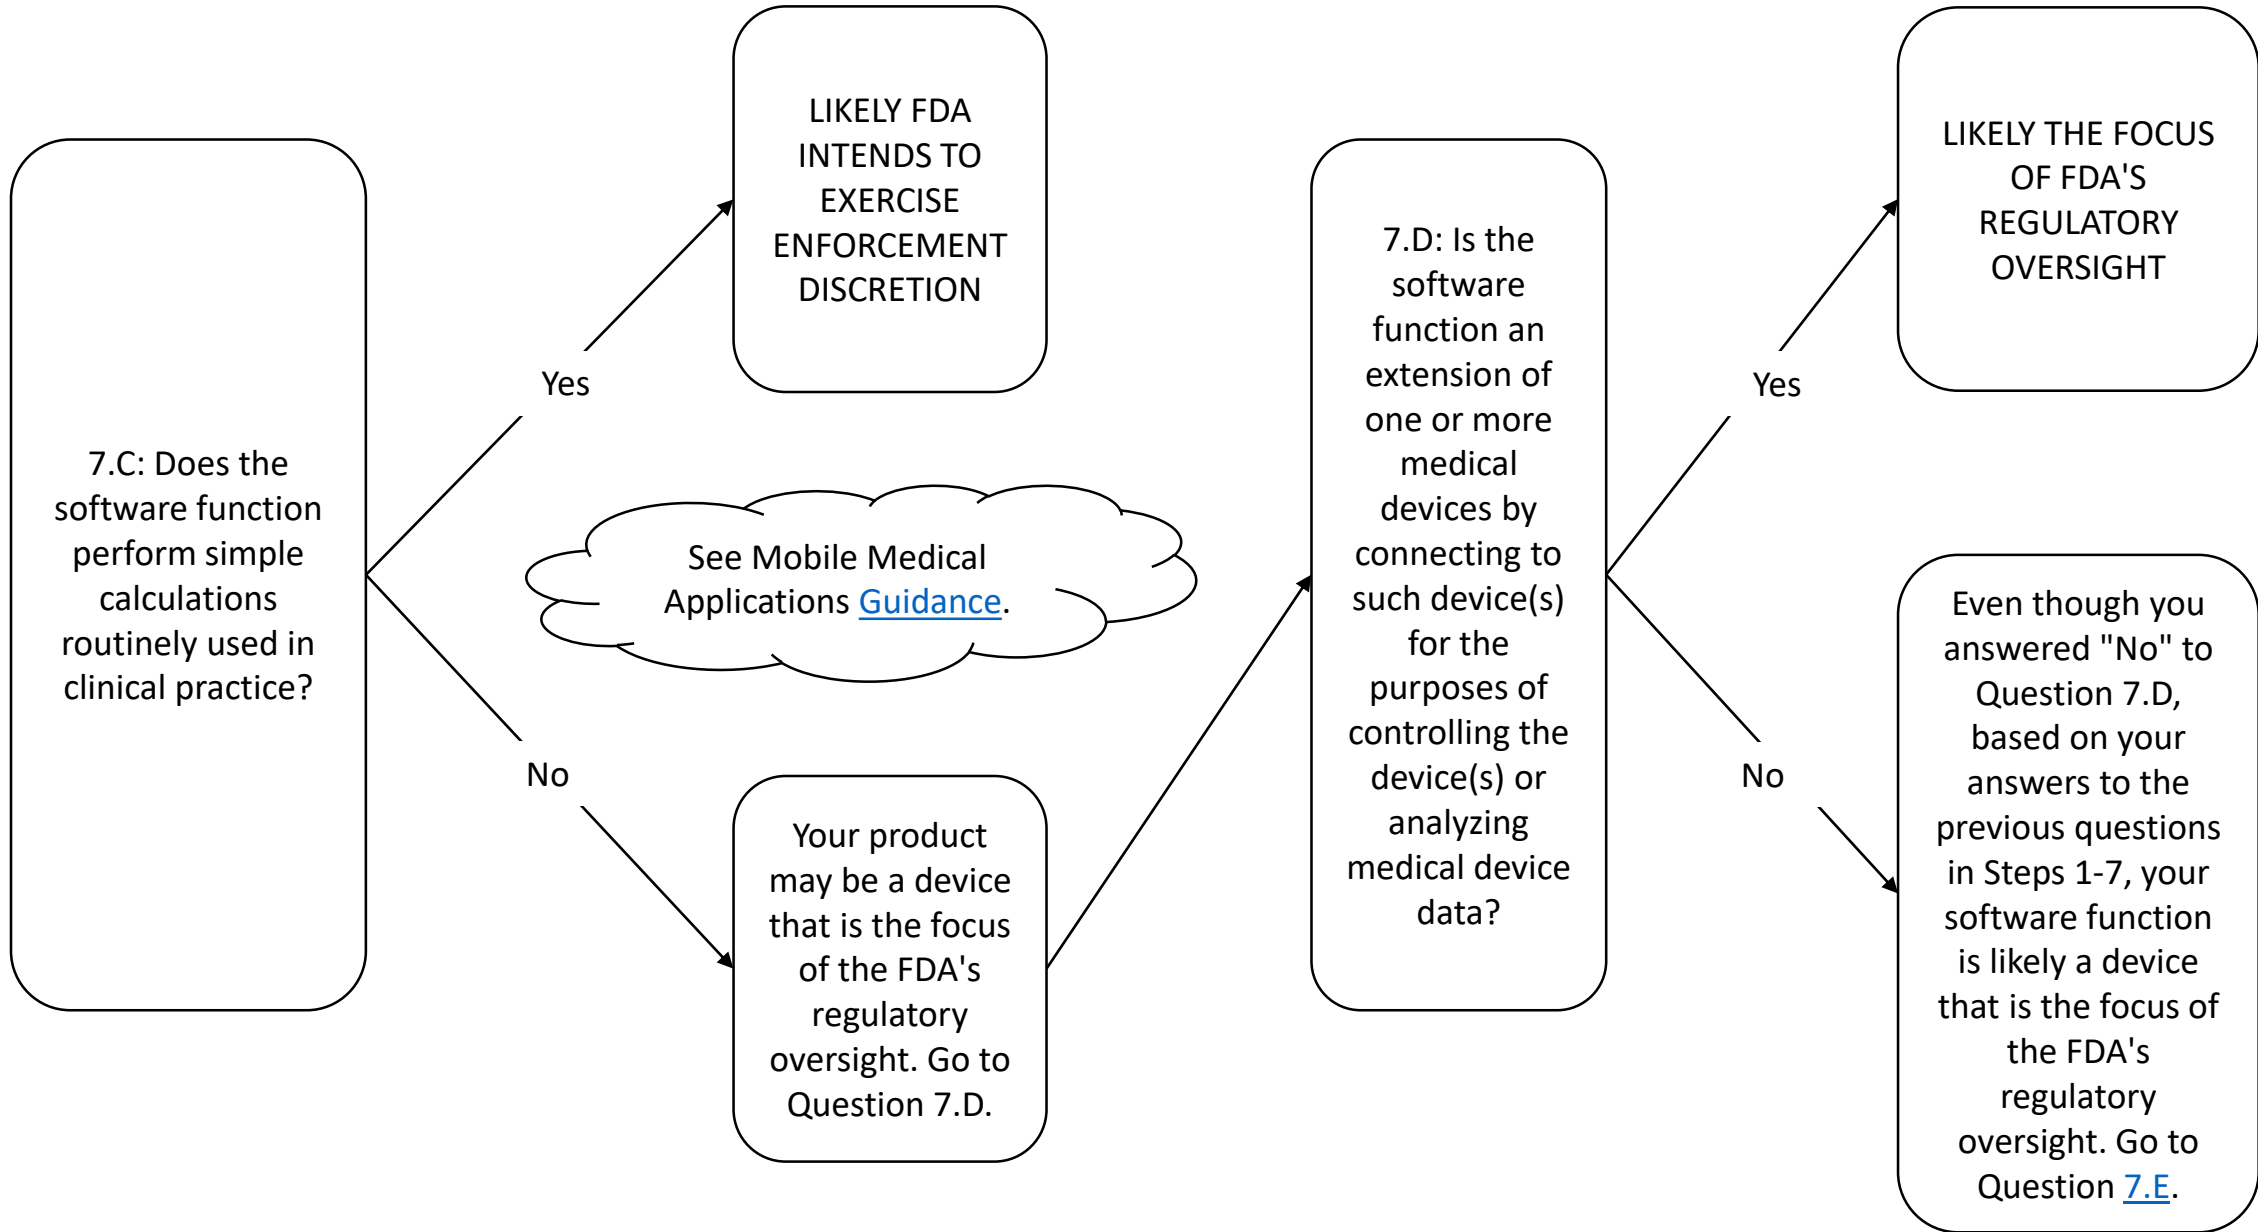 7.C: Does the
software function
perform simple
calculations
routinely used in
clinical practice?
Yes
LIKELY FDA
INTENDS TO
EXERCISE
ENFORCEMENT
DISCRETION
See Mobile Medical
Applications Guidance.
No
Your product
may be a device
that is the focus
of the FDA's
regulatory
oversight. Go to
Question 7.D.
7.D: Is the
software
function an
extension of
one or more
medical
devices by
connecting to
such device(s)
for the
purposes of
controlling the
device(s) or
analyzing
medical device
data?
Yes
LIKELY THE FOCUS
OF FDA'S
REGULATORY
OVERSIGHT
No
Even though you
answered "No" to
Question 7.D,
based on your
answers to the
previous questions
in Steps 1-7, your
software function
is likely a device
that is the focus of
the FDA's
regulatory
oversight. Go to
Question 7.E.